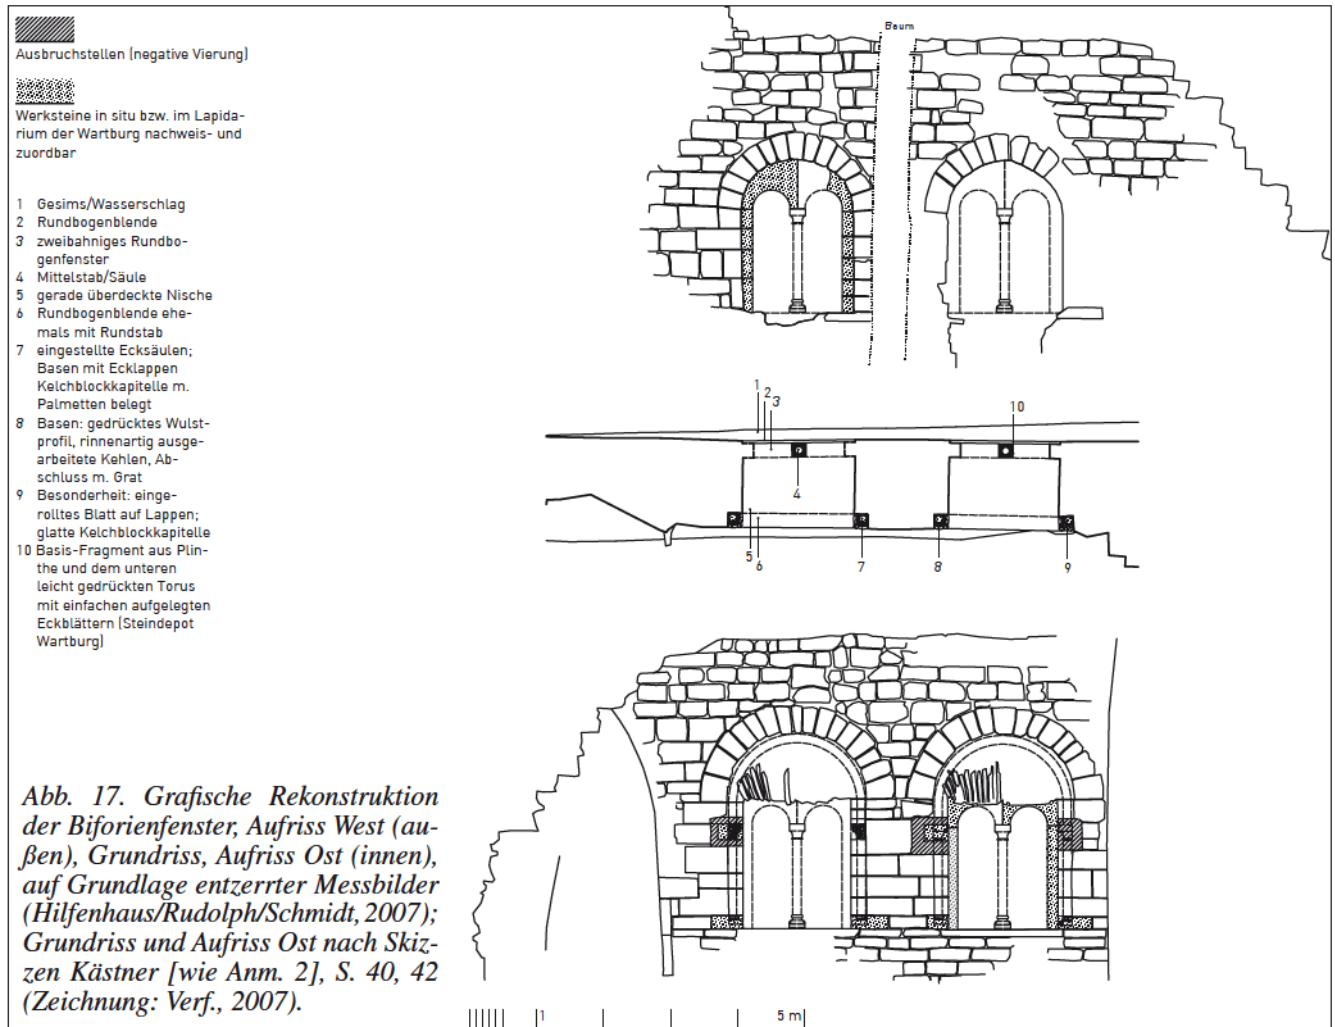 Ausbruchstellen (negative Vierung)
Werksteine in situ bzw. im Lapida-
rium der Wartburg nachweis- und
zuordbar
1 Gesims/Wasserschlag
2 Rundbogenblende
3 zweibahniges Rundbo-
genfenster
4 Mittelstab/Säule
5 gerade überdeckte Nische
6 Rundbogenblende ehe-
mals mit Rundstab
7 eingestellte Ecksäulen;
Basen mit Ecklappen
Kelchblockkapitelle m.
Palmetten belegt
8 Basen: gedrücktes Wulst-
profil, rinnenartig ausge-
arbeitete Kehlen, Ab-
schluss m. Grat
9 Besonderheit: einge-
rolltes Blatt auf Lappen;
glatte Kelchblockkapitelle
10 Basis-Fragment aus Plin-
the und dem unteren
leicht gedrückten Torus
mit einfachen aufgelegten
Eckblättern (Steindepot
Wartburg)
Abb. 17. Grafische Rekonstruktion
der Biforienfenster, Aufriss West (au-
ßen), Grundriss, Aufriss Ost (innen),
auf Grundlage entzerrter Messbilder
(Hilfenhaus/Rudolph/Schmidt, 2007);
Grundriss und Aufriss Ost nach Skiz-
zen Kästner [wie Anm. 2], S. 40, 42
(Zeichnung: Verf., 2007).
Baum
1 2 3 10
4
5 6 7 8 9
1 5 m